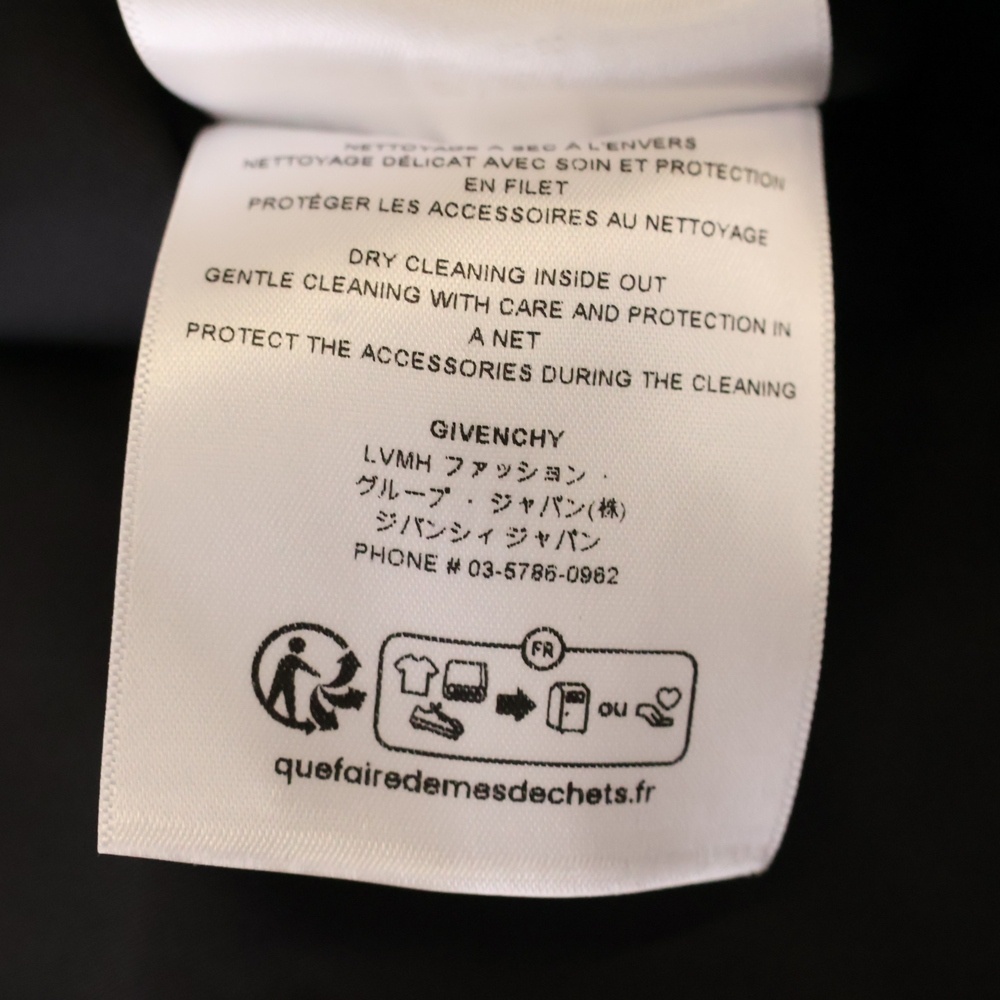 NETTOYAGE A SEC A L'ENVERS
NETTOYAGE DÉLICAT AVEC SOIN ET PROTECTION
EN FILET
PROTÉGER LES ACCESSOIRES AU NETTOYAGE
DRY CLEANING INSIDE OUT
GENTLE CLEANING WITH CARE AND PROTECTION IN
A NET
PROTECT THE ACCESSORIES DURING THE CLEANING
GIVENCHY
LVMH ファッション ·
グループ · ジャパン(株)
ジバンシィ ジャパン
PHONE # 03-5786-0962
FR
ou
quefairedemesdechets.fr